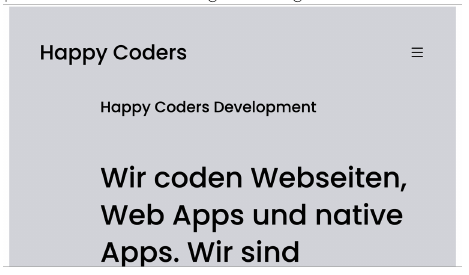 Happy Coders
Happy Coders Development
Wir coden Webseiten,
Web Apps und native
Apps. Wir sind